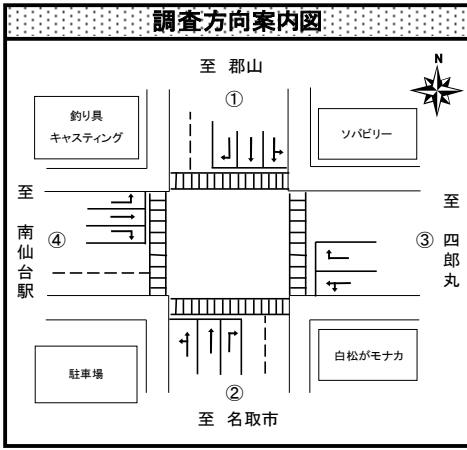 調査方向案内図
至 郡山
①
N
釣り具
キャスティング
ソバビリー
至 南仙台駅
④
③
至 四郎丸
駐車場
白松がモナカ
②
至 名取市